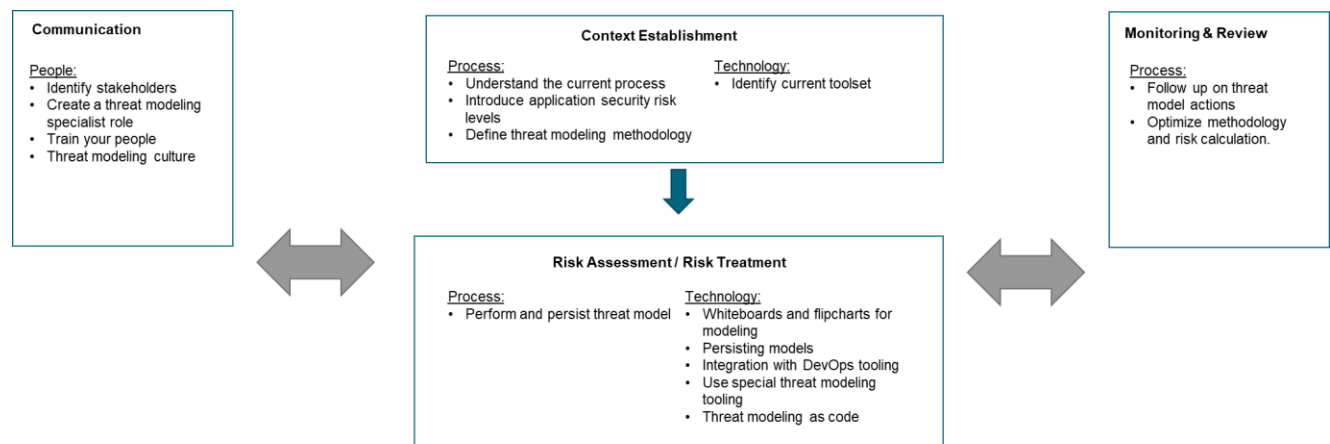 Communication
People:
• Identify stakeholders
• Create a threat modeling
specialist role
• Train your people
• Threat modeling culture
Context Establishment
Process:
• Understand the current process
• Introduce application security risk
levels
• Define threat modeling methodology
Technology:
• Identify current toolset
Monitoring & Review
Process:
• Follow up on threat
model actions
• Optimize methodology
and risk calculation.
Risk Assessment / Risk Treatment
Process:
• Perform and persist threat model
Technology:
• Whiteboards and flipcharts for
modeling
• Persisting models
• Integration with DevOps tooling
• Use special threat modeling
tooling
• Threat modeling as code